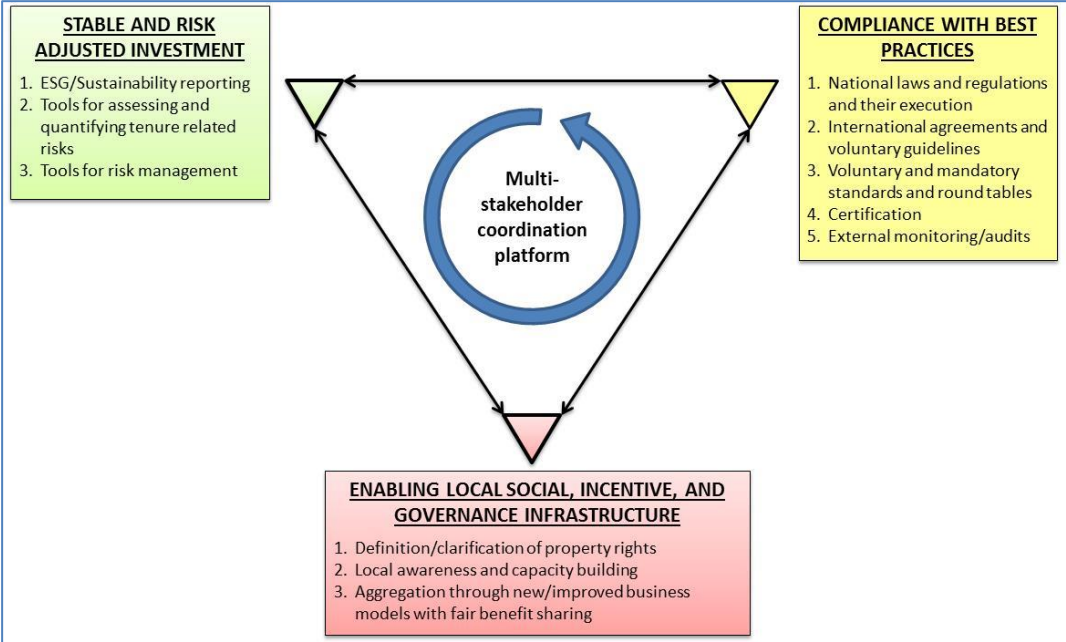 STABLE AND RISK
ADJUSTED INVESTMENT
1. ESG/Sustainability reporting
2. Tools for assessing and
quantifying tenure related
risks
3. Tools for risk management
COMPLIANCE WITH BEST
PRACTICES
1. National laws and regulations
and their execution
2. International agreements and
voluntary guidelines
3. Voluntary and mandatory
standards and round tables
4. Certification
5. External monitoring/audits
Multi-
stakeholder
coordination
platform
ENABLING LOCAL SOCIAL, INCENTIVE, AND
GOVERNANCE INFRASTRUCTURE
1. Definition/clarification of property rights
2. Local awareness and capacity building
3. Aggregation through new/improved business
models with fair benefit sharing